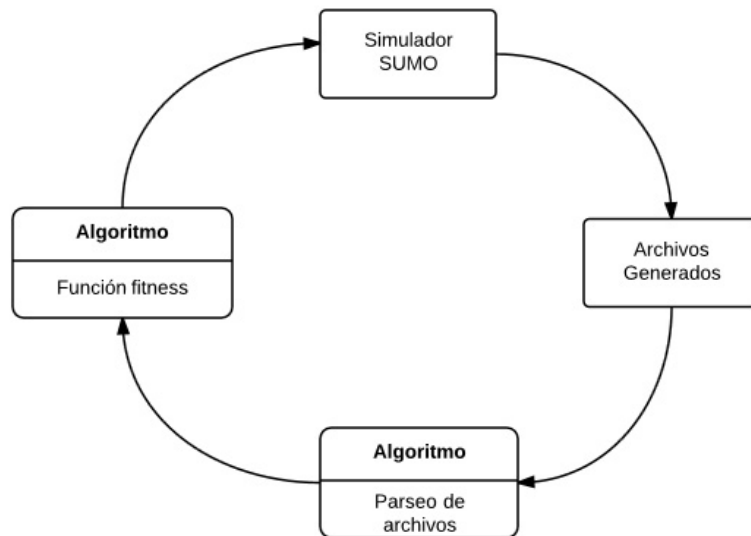 Simulador
SUMO
Algoritmo
Función fitness
Archivos
Generados
Algoritmo
Parseo de
archivos